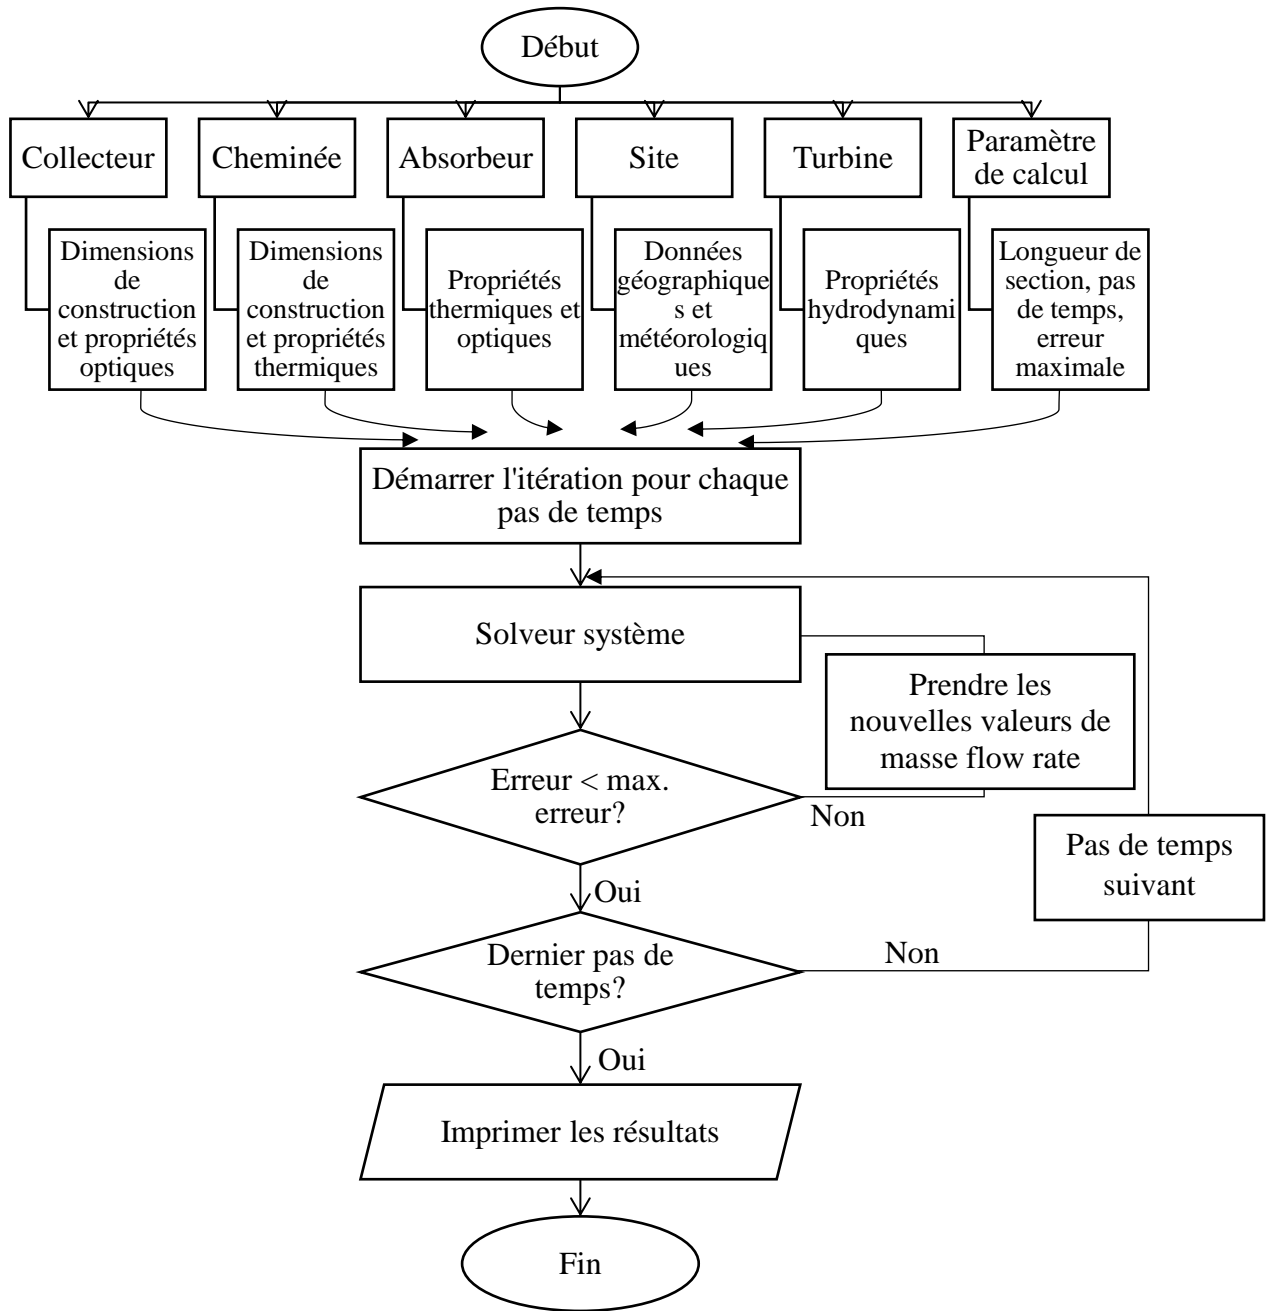 Début
Collecteur
Cheminée
Absorbeur
Site
Turbine
Paramètre
de calcul
Dimensions
de
construction
et propriétés
optiques
Dimensions
de
construction
et propriétés
thermiques
Propriétés
thermiques et
optiques
Données
géographique
s et
météorologiq
ues
Propriétés
hydrodynami
ques
Longueur de
section, pas
de temps,
erreur
maximale
Démarrer l'itération pour chaque
pas de temps
Solveur système
Prendre les
nouvelles valeurs de
masse flow rate
Erreur < max.
erreur?
Non
Pas de temps
suivant
Oui
Dernier pas de
temps?
Non
Oui
Imprimer les résultats
Fin